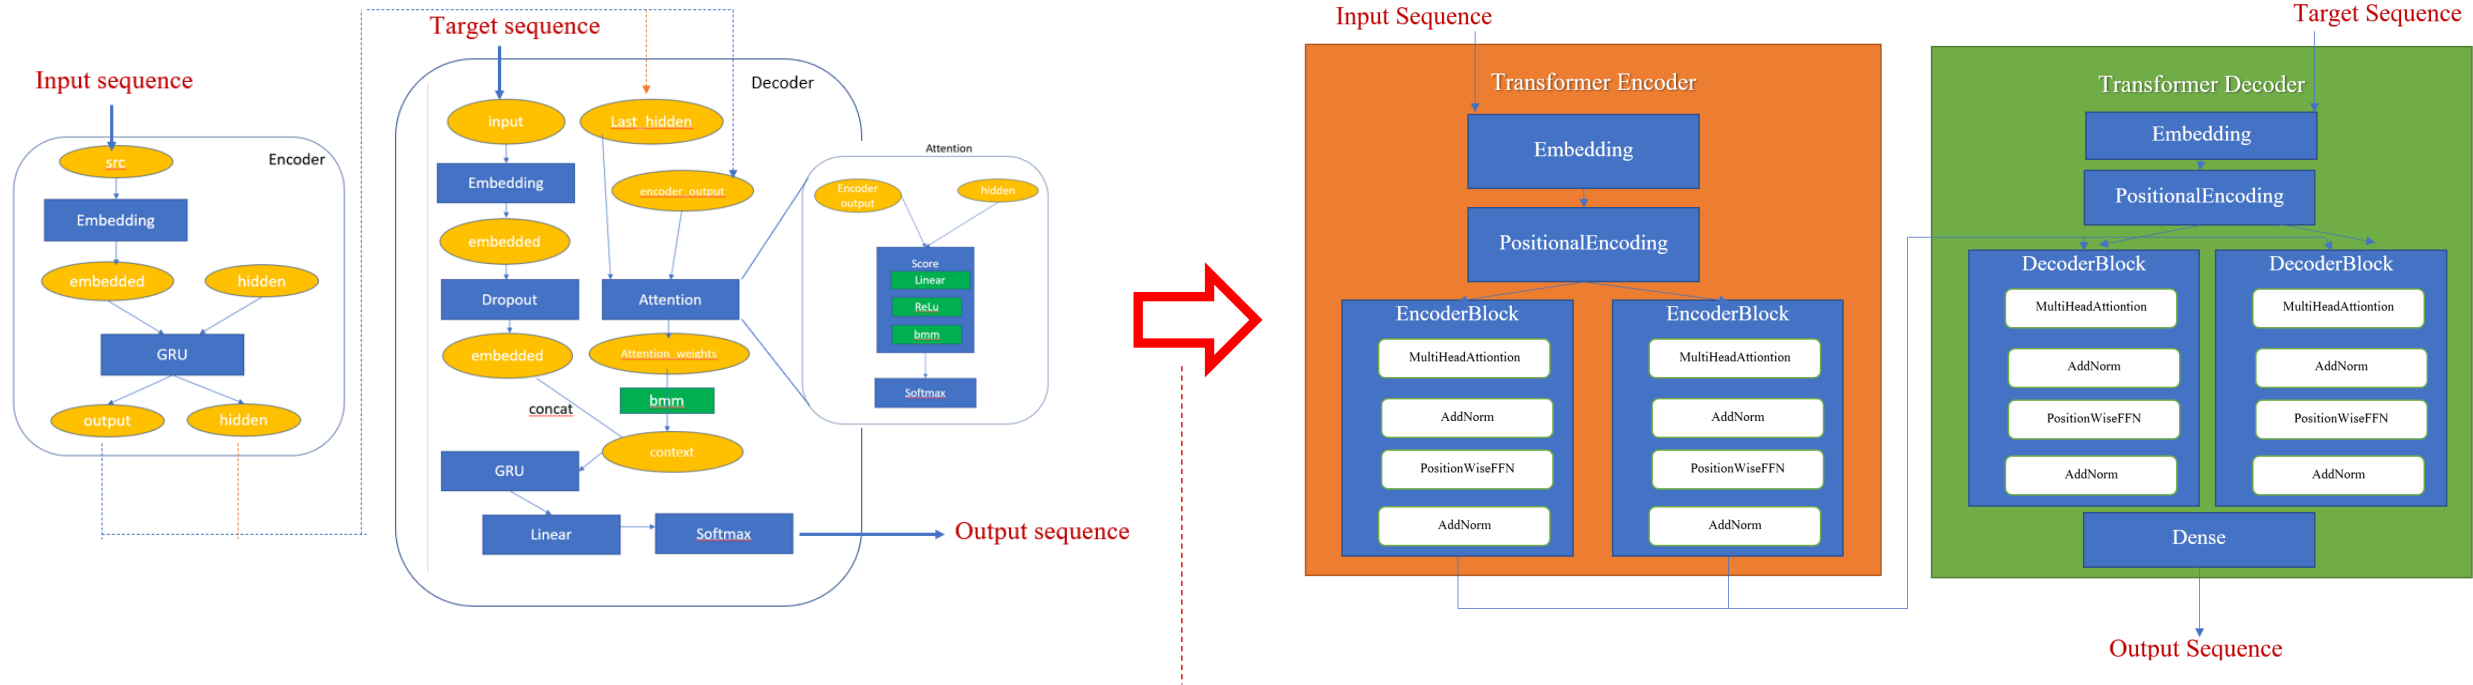 Input sequence
Encoder
src
Embedding
embedded
hidden
GRU
output
hidden
Target sequence
Decoder
input
Last_hidden
Embedding
encoder_output
embedded
Dropout
Attention
embedded
Attention_weights
concat
bmm
context
GRU
Linear
Softmax
Output sequence
Attention
Encoder
output
hidden
Score
Linear
ReLu
bmm
Softmax
Input Sequence
Transformer Encoder
Embedding
PositionalEncoding
EncoderBlock
MultiHeadAttiontion
AddNorm
PositionWiseFFN
AddNorm
EncoderBlock
MultiHeadAttiontion
AddNorm
PositionWiseFFN
AddNorm
Target Sequence
Transformer Decoder
Embedding
PositionalEncoding
DecoderBlock
MultiHeadAttiontion
AddNorm
PositionWiseFFN
AddNorm
DecoderBlock
MultiHeadAttiontion
AddNorm
PositionWiseFFN
AddNorm
Dense
Output Sequence